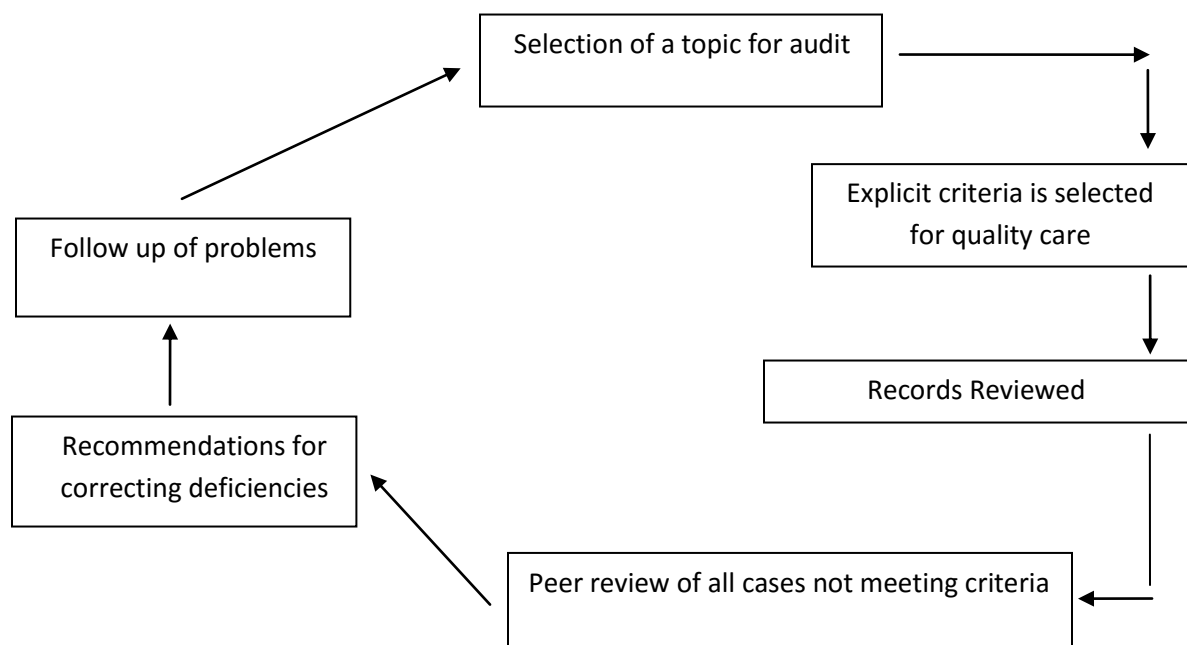 Selection of a topic for audit
Explicit criteria is selected
for quality care
Records Reviewed
Peer review of all cases not meeting criteria
Recommendations for
correcting deficiencies
Follow up of problems